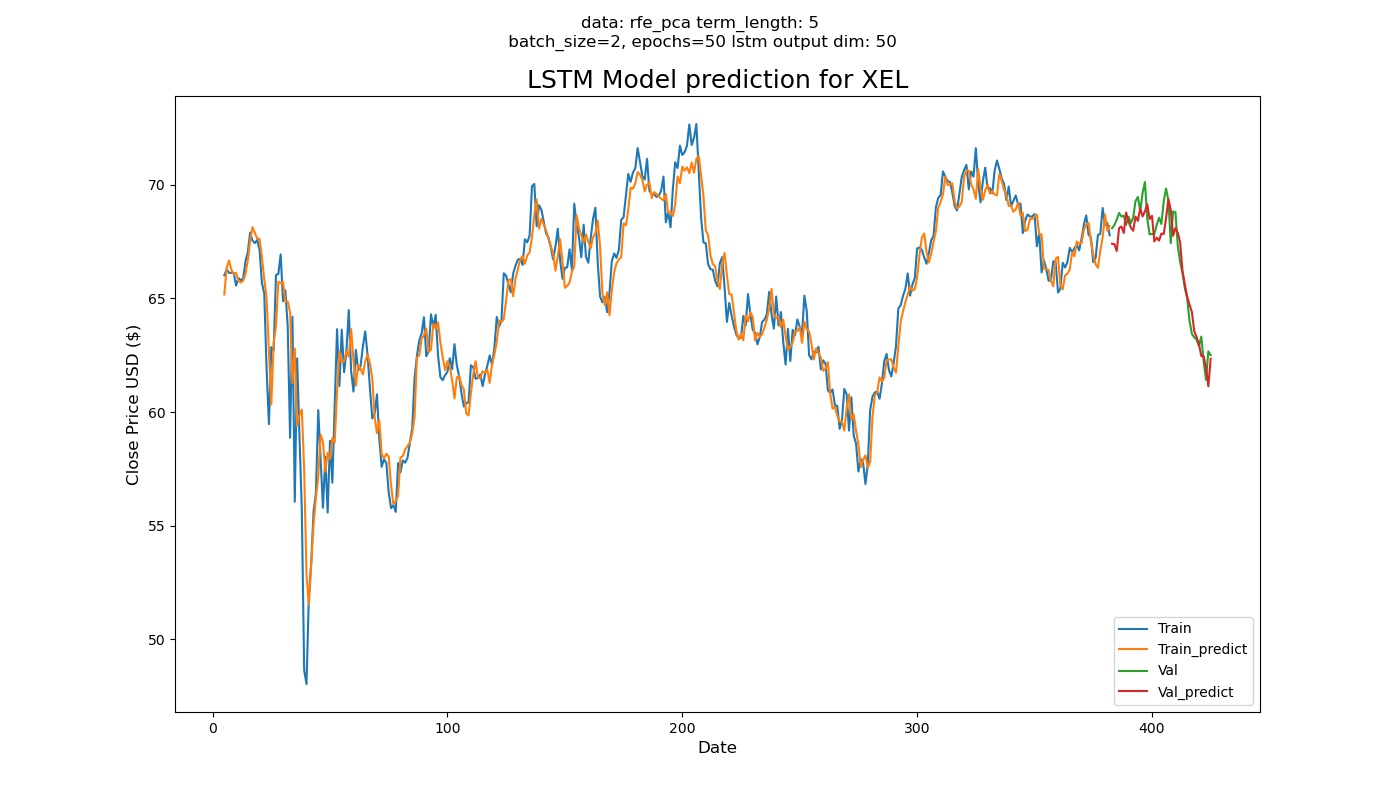 data: rfe_pca term_length: 5
batch_size=2, epochs=50 lstm output dim: 50
LSTM Model prediction for XEL
Close Price USD ($)
70
65
60
55
50
0
100
200
300
400
Date
Train
Train_predict
Val
Val_predict